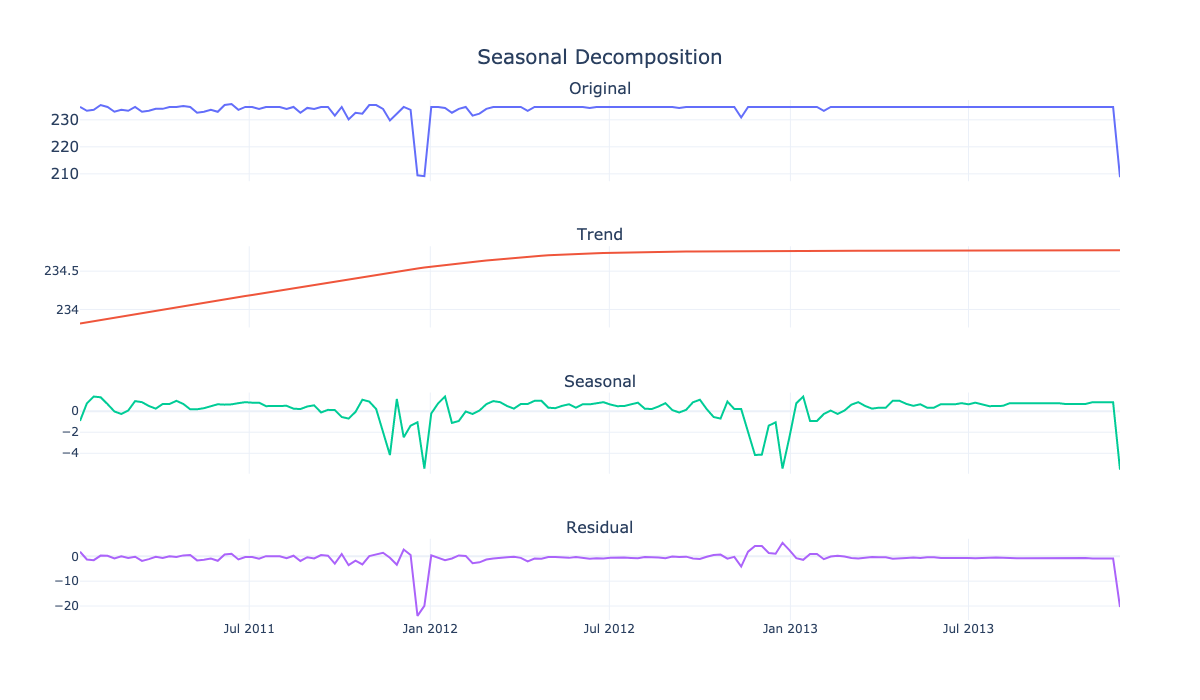 Seasonal Decomposition
Original
230
220
210
Trend
234.5
234
Seasonal
0
−2
−4
Residual
0
−10
−20
Jul 2011 Jan 2012 Jul 2012 Jan 2013 Jul 2013